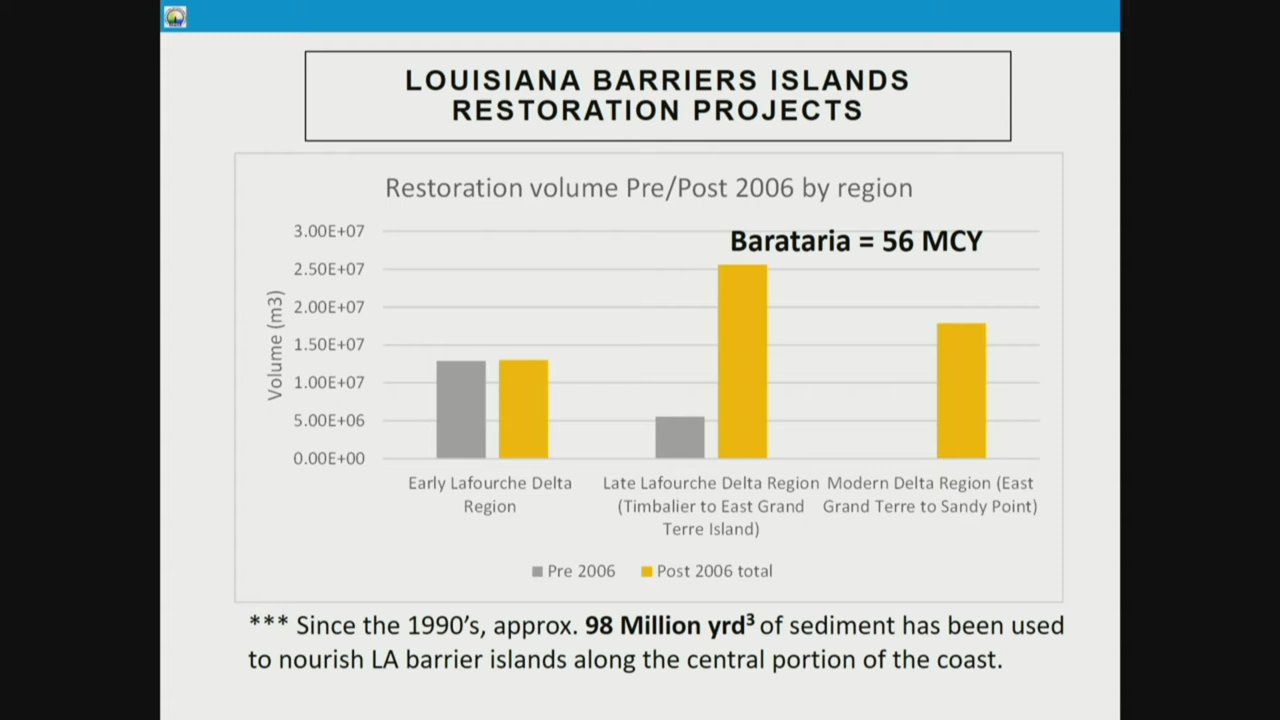 LOUISIANA BARRIERS ISLANDS
RESTORATION PROJECTS
Restoration volume Pre/Post 2006 by region
Barataria = 56 MCY
Volume (m3)
3.00E+07
2.50E+07
2.00E+07
1.50E+07
1.00E+07
5.00E+06
0.00E+00
Early Lafourche Delta
Region
Late Lafourche Delta Region
(Timbalier to East Grand
Terre Island)
Modern Delta Region (East
Grand Terre to Sandy Point)
Pre 2006
Post 2006 total
*** Since the 1990's, approx. 98 Million yrd³ of sediment has been used
to nourish LA barrier islands along the central portion of the coast.